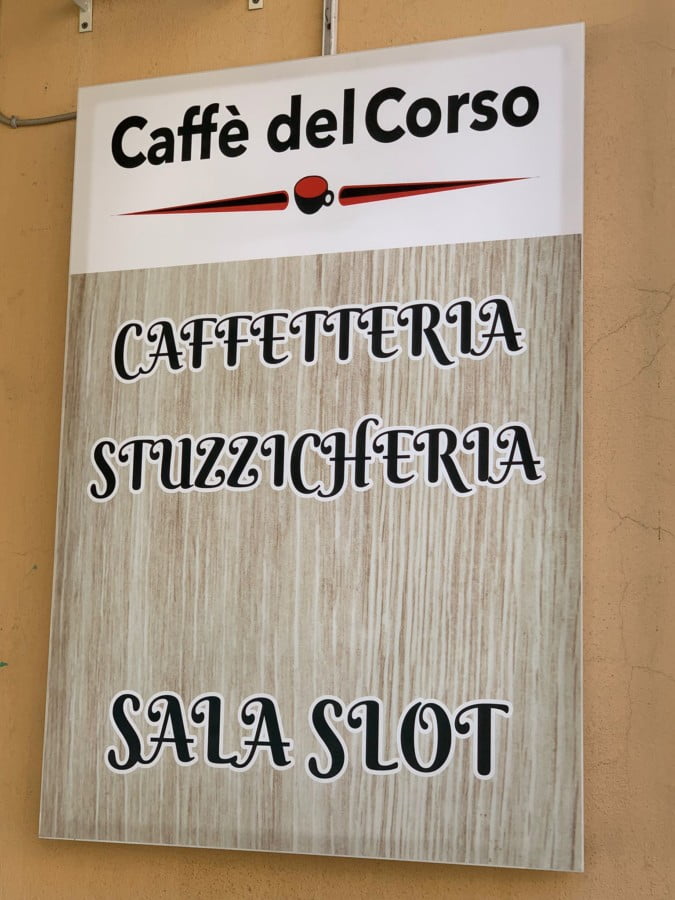 Caffè del Corso
CAFFETTERIA
STUZZICHERIA
SALA SLOT